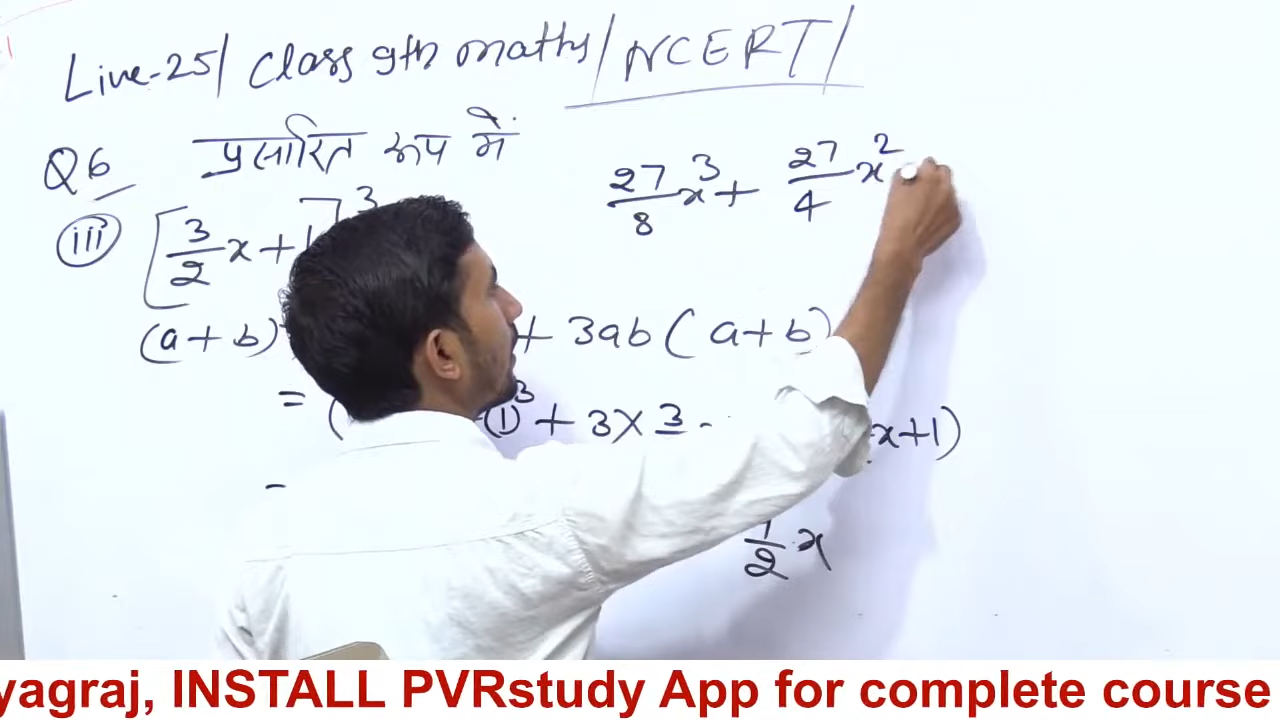 Live-25/ Class 9th maths/NCERT/
Q6 प्रसारित रूप में
27/8 x³ + 27/4 x²
iii [3/2 x + 1]³
(a + b) + 3ab (a + b)
= ( (1)³ + 3 × 3 x + 1)
-
1/2 x
yagraj, INSTALL PVRstudy App for complete course